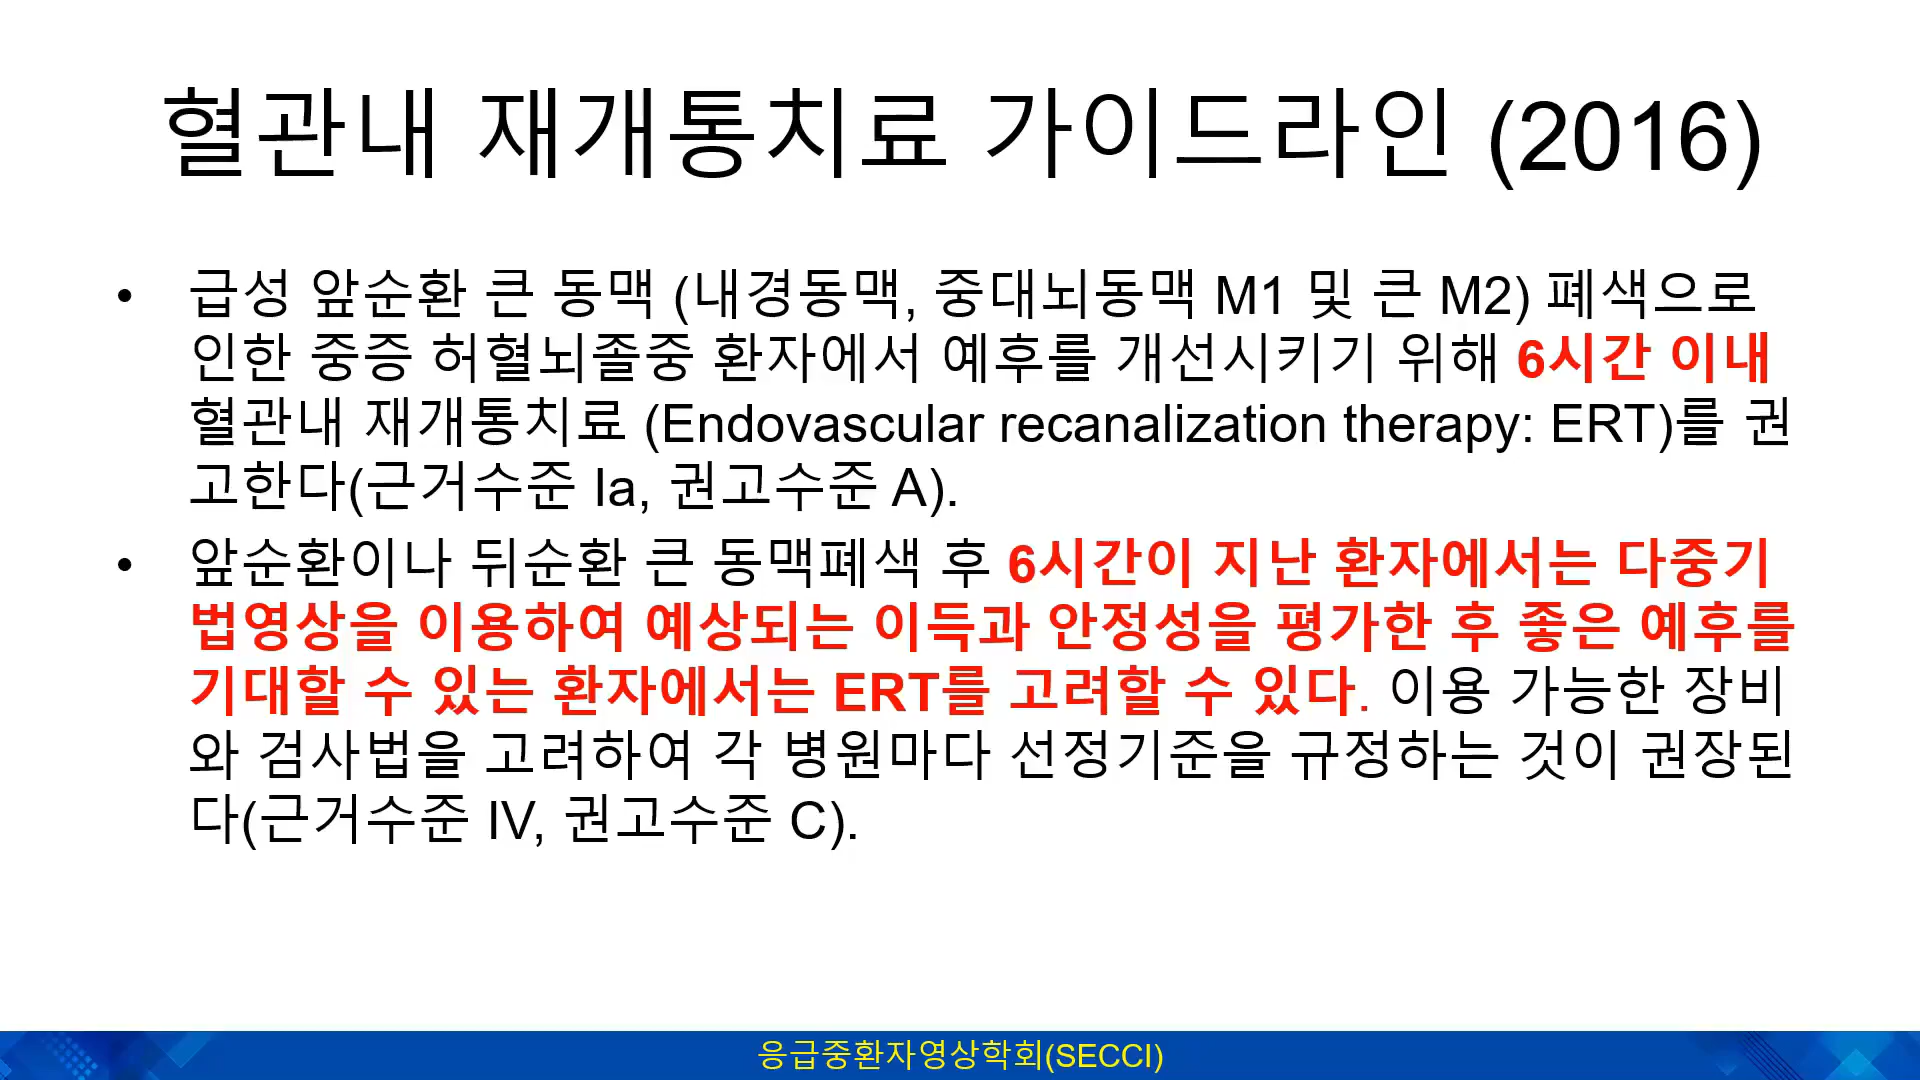 혈관내 재개통치료 가이드라인 (2016)
• 급성 앞순환 큰 동맥 (내경동맥, 중대뇌동맥 M1 및 큰 M2) 폐색으로
인한 중증 허혈뇌졸중 환자에서 예후를 개선시키기 위해 6시간 이내
혈관내 재개통치료 (Endovascular recanalization therapy: ERT)를 권
고한다(근거수준 Ia, 권고수준 A).
• 앞순환이나 뒤순환 큰 동맥폐색 후 6시간이 지난 환자에서는 다중기
법영상을 이용하여 예상되는 이득과 안정성을 평가한 후 좋은 예후를
기대할 수 있는 환자에서는 ERT를 고려할 수 있다. 이용 가능한 장비
와 검사법을 고려하여 각 병원마다 선정기준을 규정하는 것이 권장된
다(근거수준 IV, 권고수준 C).
응급중환자영상학회(SECCI)